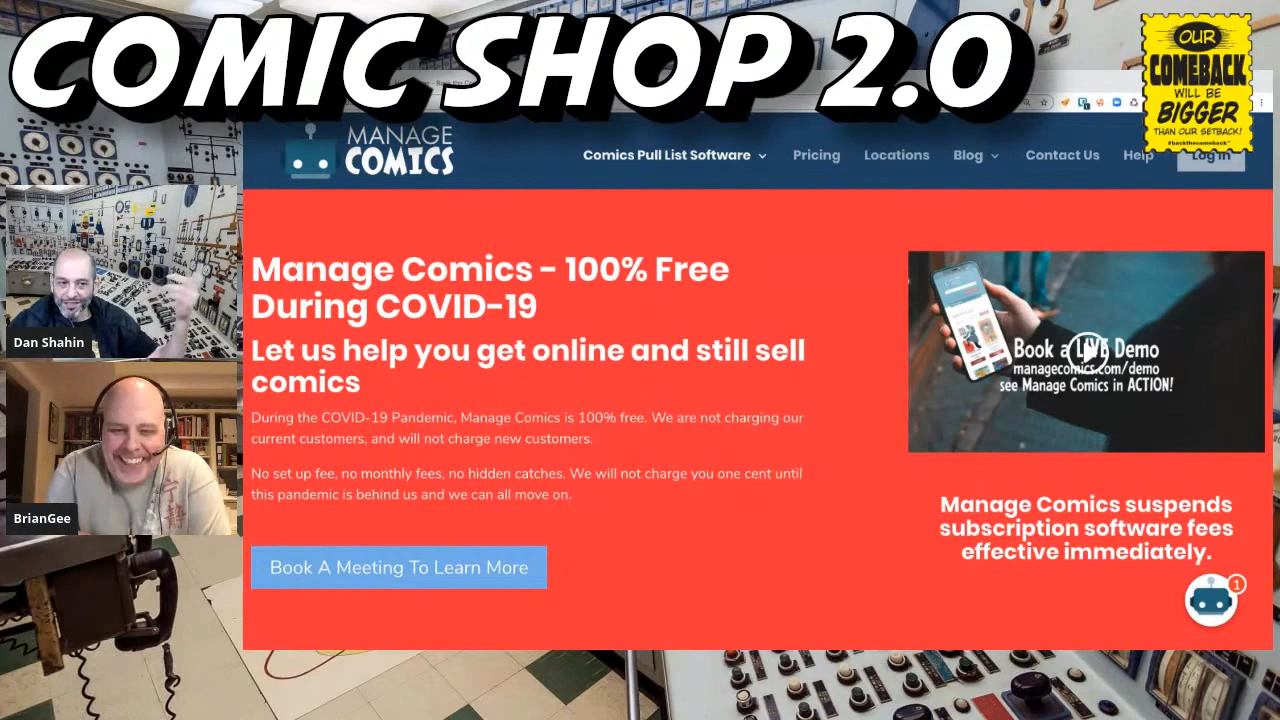 COMIC SHOP 2.0
OUR
COMEBACK
WILL BE
BIGGER
THAN OUR SETBACK!
#backthecomeback™
MANAGE
COMICS
Comics Pull List Software
Pricing
Locations
Blog
Contact Us
Help
Log In
Dan Shahin
BrianGee
Manage Comics - 100% Free
During COVID-19
Let us help you get online and still sell
comics
During the COVID-19 Pandemic, Manage Comics is 100% free. We are not charging our
current customers, and will not charge new customers.
No set up fee, no monthly fees, no hidden catches. We will not charge you one cent until
this pandemic is behind us and we can all move on.
Book A Meeting To Learn More
Book a LIVE Demo
managecomics.com/demo
see Manage Comics in ACTION!
Manage Comics suspends
subscription software fees
effective immediately.
1